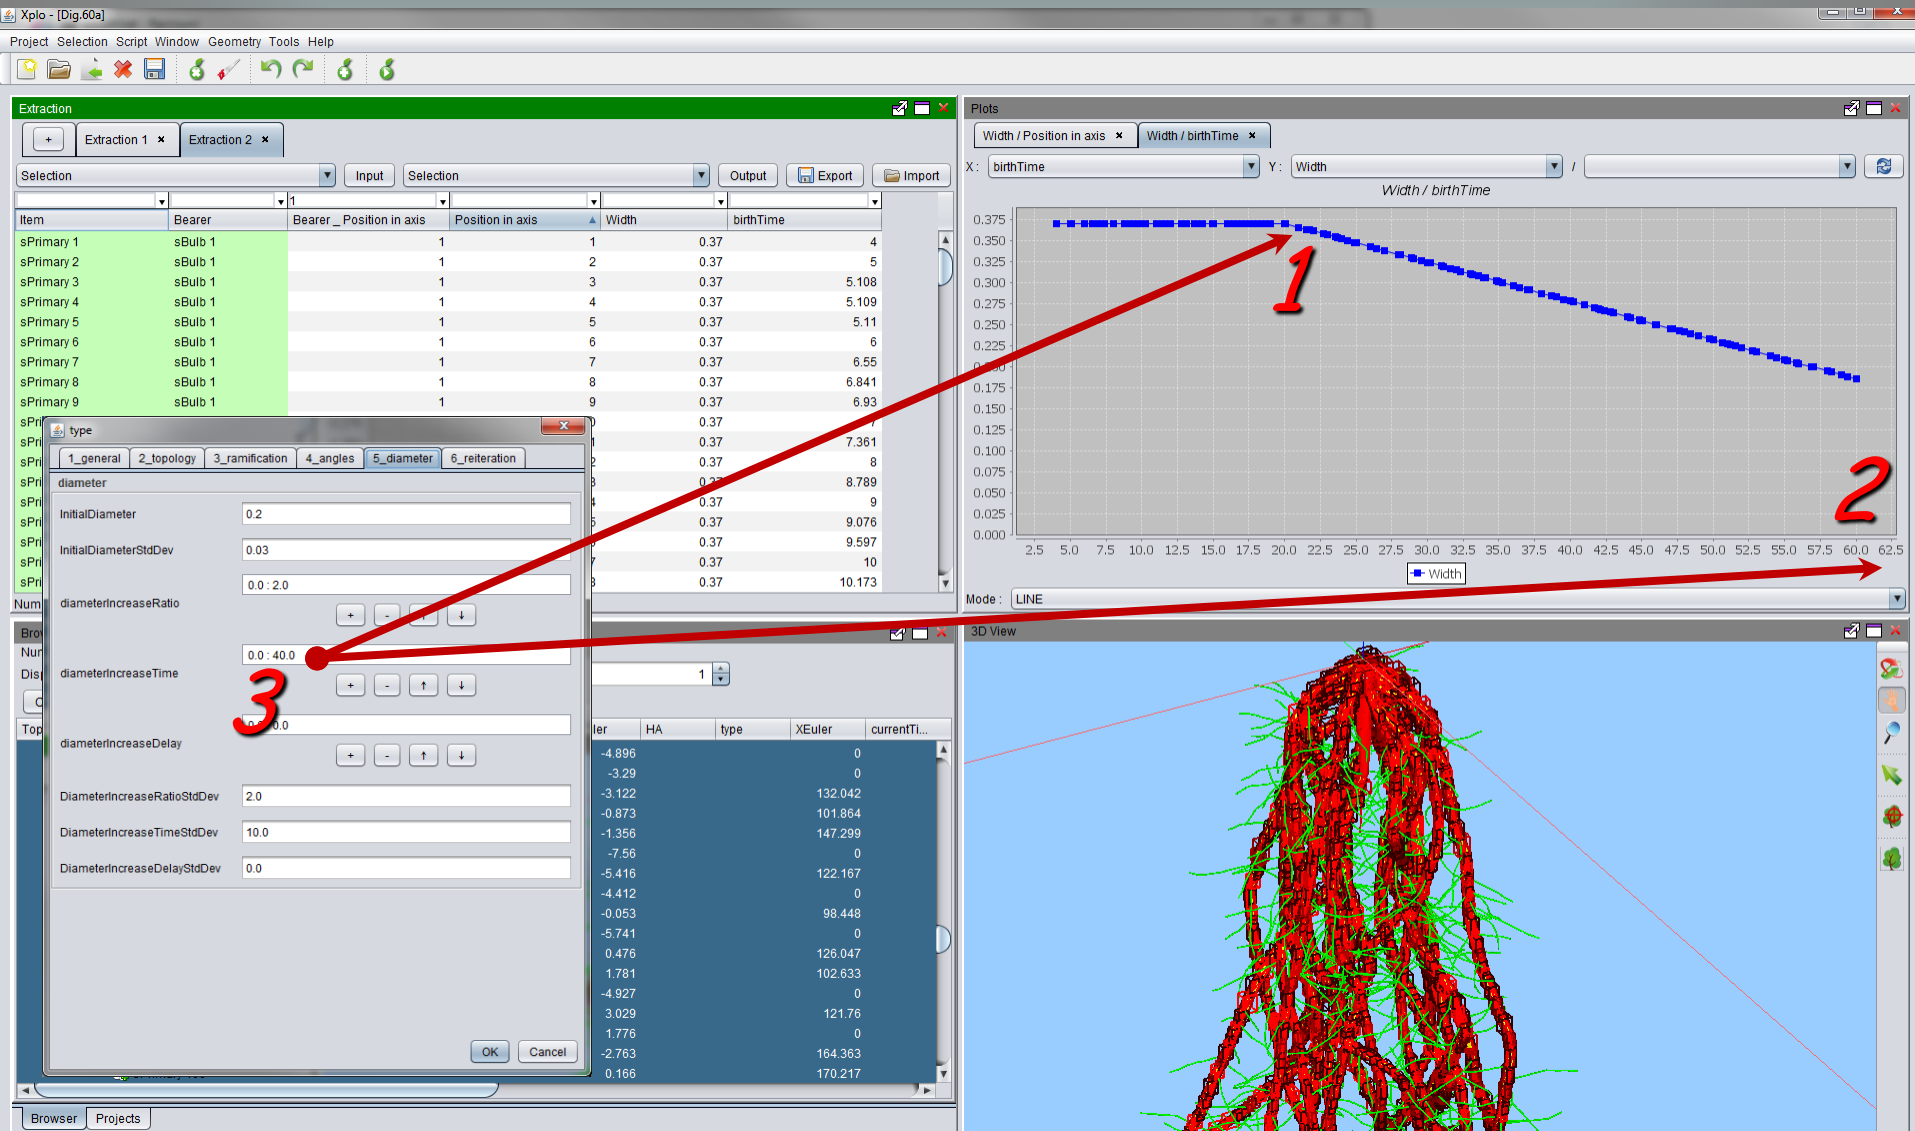 Xplo - [Dig.60a]
Project Selection Script Window Geometry Tools Help
Extraction
+ Extraction 1 × Extraction 2 ×
Selection Input Selection Output Export Import
1
Item Bearer Bearer _ Position in axis Position in axis Width birthTime
sPrimary 1 sBulb 1 1 1 0.37 4
sPrimary 2 sBulb 1 1 2 0.37 5
sPrimary 3 sBulb 1 1 3 0.37 5.108
sPrimary 4 sBulb 1 1 4 0.37 5.109
sPrimary 5 sBulb 1 1 5 0.37 5.11
sPrimary 6 sBulb 1 1 6 0.37 6
sPrimary 7 sBulb 1 1 7 0.37 6.55
sPrimary 8 sBulb 1 1 8 0.37 6.841
sPrimary 9 sBulb 1 1 9 0.37 6.93
0.37
0.37 7.361
0.37 8
8.789
0.37 9
0.37 9.076
0.37 9.597
0.37 10
0.37 10.173
Plots
Width / Position in axis × Width / birthTime ×
X : birthTime Y : Width /
Width / birthTime
0.375
0.350
0.300
0.275
0.250
0.225
0.175
0.150
0.125
0.100
0.075
0.050
0.025
0.000
2.5 5.0 7.5 10.0 12.5 15.0 17.5 20.0 22.5 25.0 27.5 30.0 32.5 35.0 37.5 40.0 42.5 45.0 47.5 50.0 52.5 55.0 57.5 60.0 62.5
Width
Mode : LINE
1
2
3
type
1_general 2_topology 3_ramification 4_angles 5_diameter 6_reiteration
diameter
InitialDiameter 0.2
InitialDiameterStdDev 0.03
0.0 : 2.0
diameterIncreaseRatio
+ - ↓
0.0 : 40.0
diameterIncreaseTime
+ - ↑ ↓
diameterIncreaseDelay
+ - ↑ ↓
DiameterIncreaseRatioStdDev 2.0
DiameterIncreaseTimeStdDev 10.0
DiameterIncreaseDelayStdDev 0.0
OK Cancel
1
HA type XEuler currentTi...
-4.896 0
-3.29 0
-3.122 132.042
-0.873 101.864
-1.356 147.299
-7.56 0
-5.416 122.167
-4.412 0
-0.053 98.448
-5.741 0
0.476 126.047
1.781 102.633
-4.927 0
3.029 121.76
1.776 0
-2.763 164.363
0.166 170.217
Browser Projects
3D View